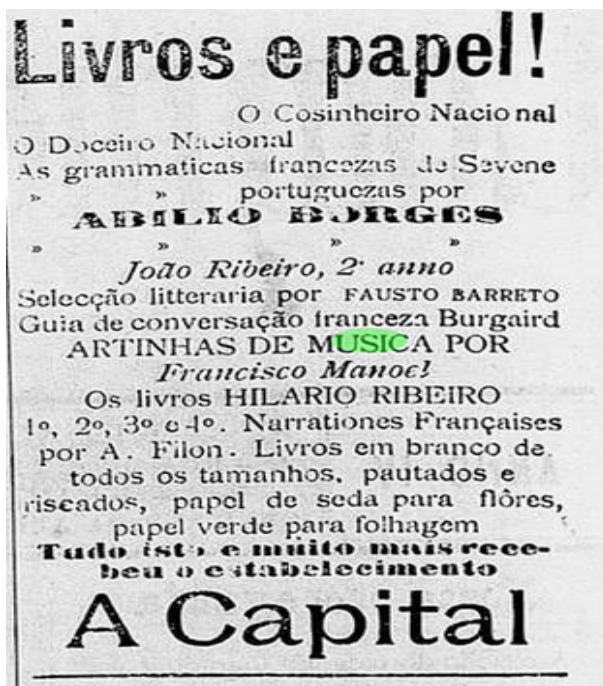 Livros e papel!
O Cosinheiro Nacional
O Doceiro Nacional
As grammaticas francezas de Sevene
» » portuguezas por
ABILIO BORGES
» » » »
João Ribeiro, 2º anno
Selecção litteraria por FAUSTO BARRETO
Guia de conversação franceza Burgaird
ARTINHAS DE MUSICA POR
Francisco Manoel
Os livros HILARIO RIBEIRO
1º, 2º, 3º e 4º. Narrationes Françaises
por A. Filon. Livros em branco de
todos os tamanhos, pautados e
riscados, papel de seda para flôres,
papel verde para folhagem
Tudo isto e muito mais rece-
beu o estabelecimento
A Capital